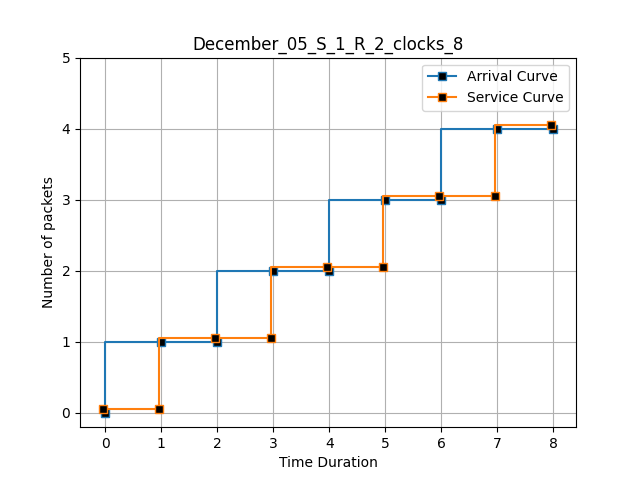 December_05_S_1_R_2_clocks_8
Arrival Curve
Service Curve
Number of packets
5
4
3
2
1
0
0 1 2 3 4 5 6 7 8
Time Duration